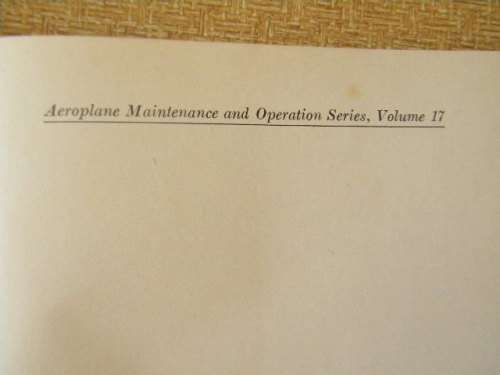 Aeroplane Maintenance and Operation Series, Volume 17